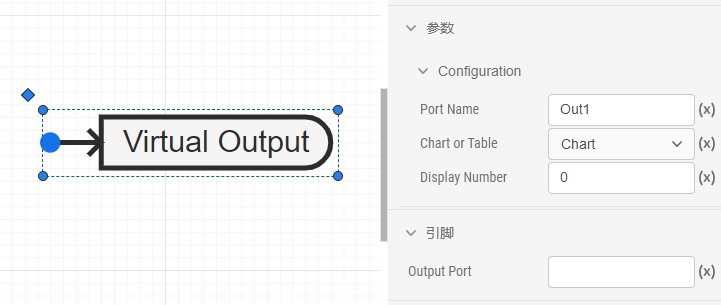 Virtual Output
参数
Configuration
Port Name Out1 (x)
Chart or Table Chart (x)
Display Number 0 (x)
引脚
Output Port (x)